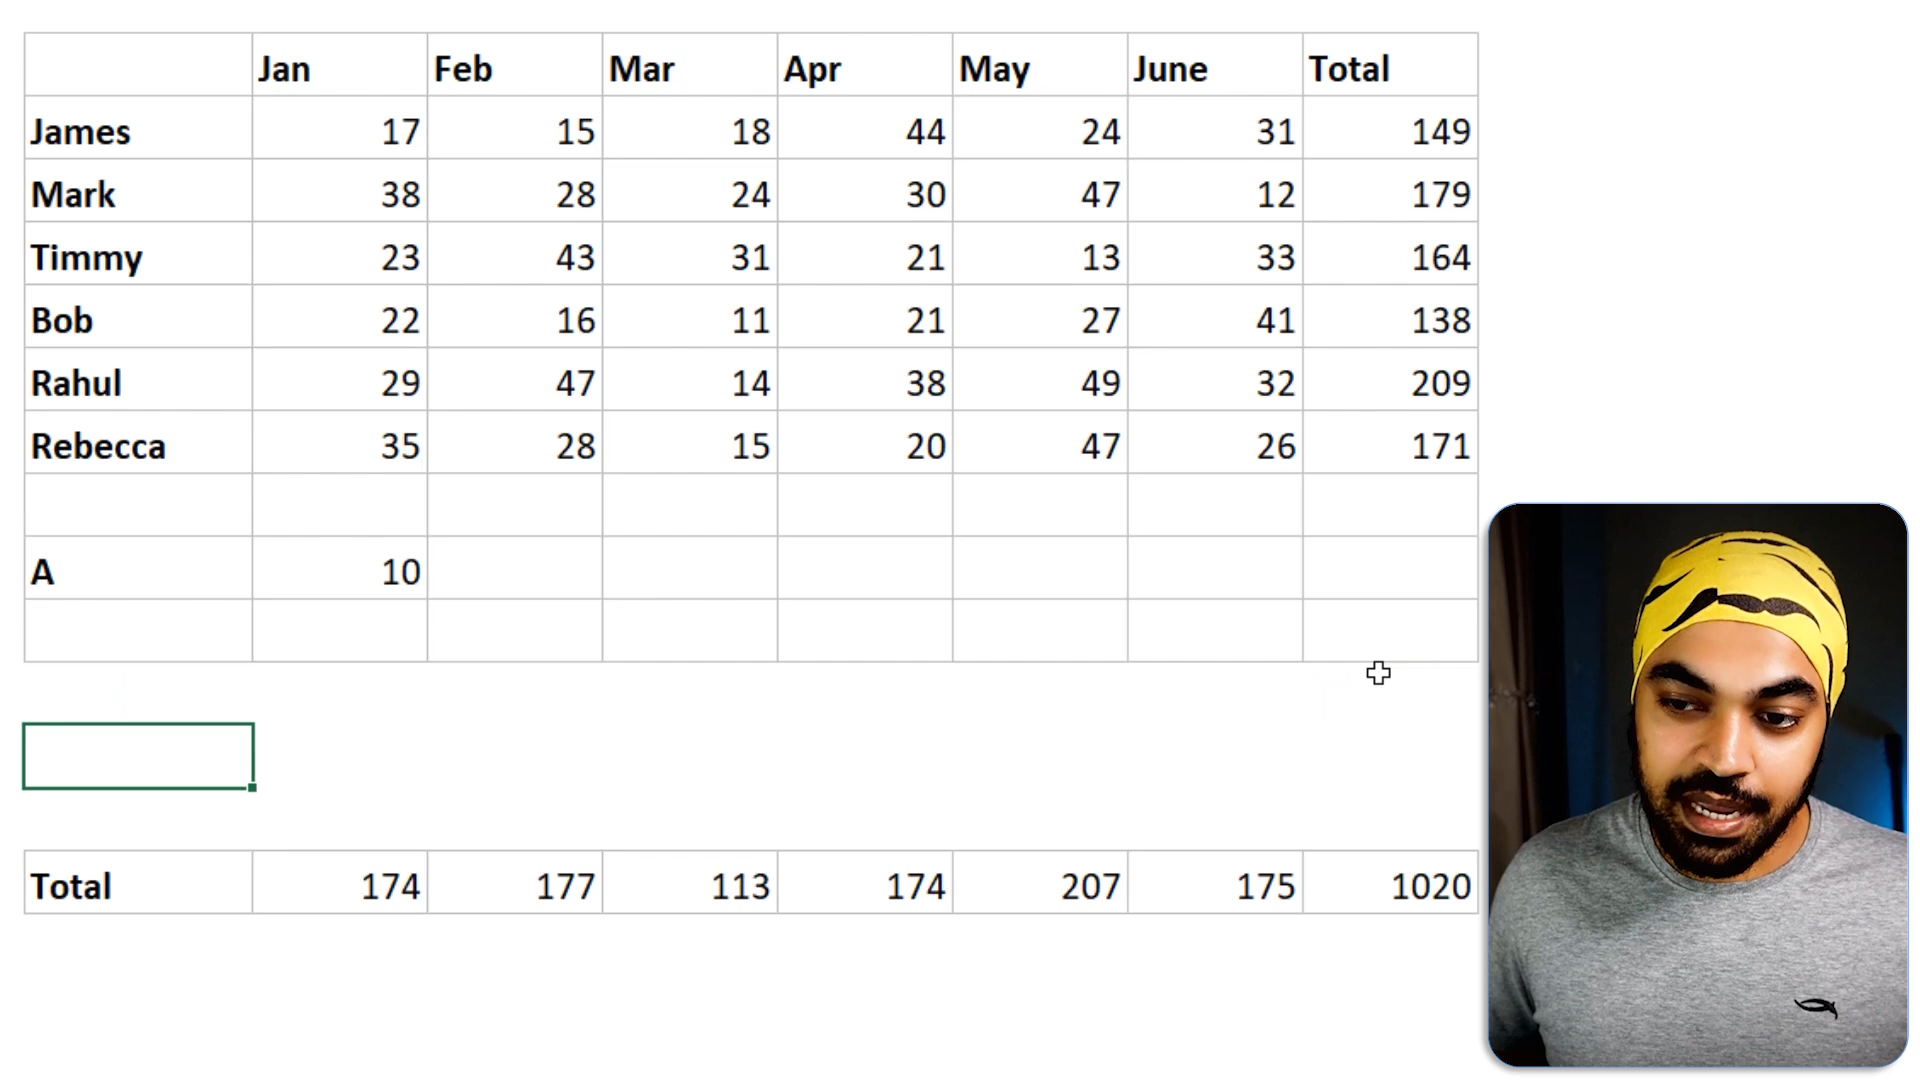 Jan Feb Mar Apr May June Total
James 17 15 18 44 24 31 149
Mark 38 28 24 30 47 12 179
Timmy 23 43 31 21 13 33 164
Bob 22 16 11 21 27 41 138
Rahul 29 47 14 38 49 32 209
Rebecca 35 28 15 20 47 26 171
A 10
Total 174 177 113 174 207 175 1020